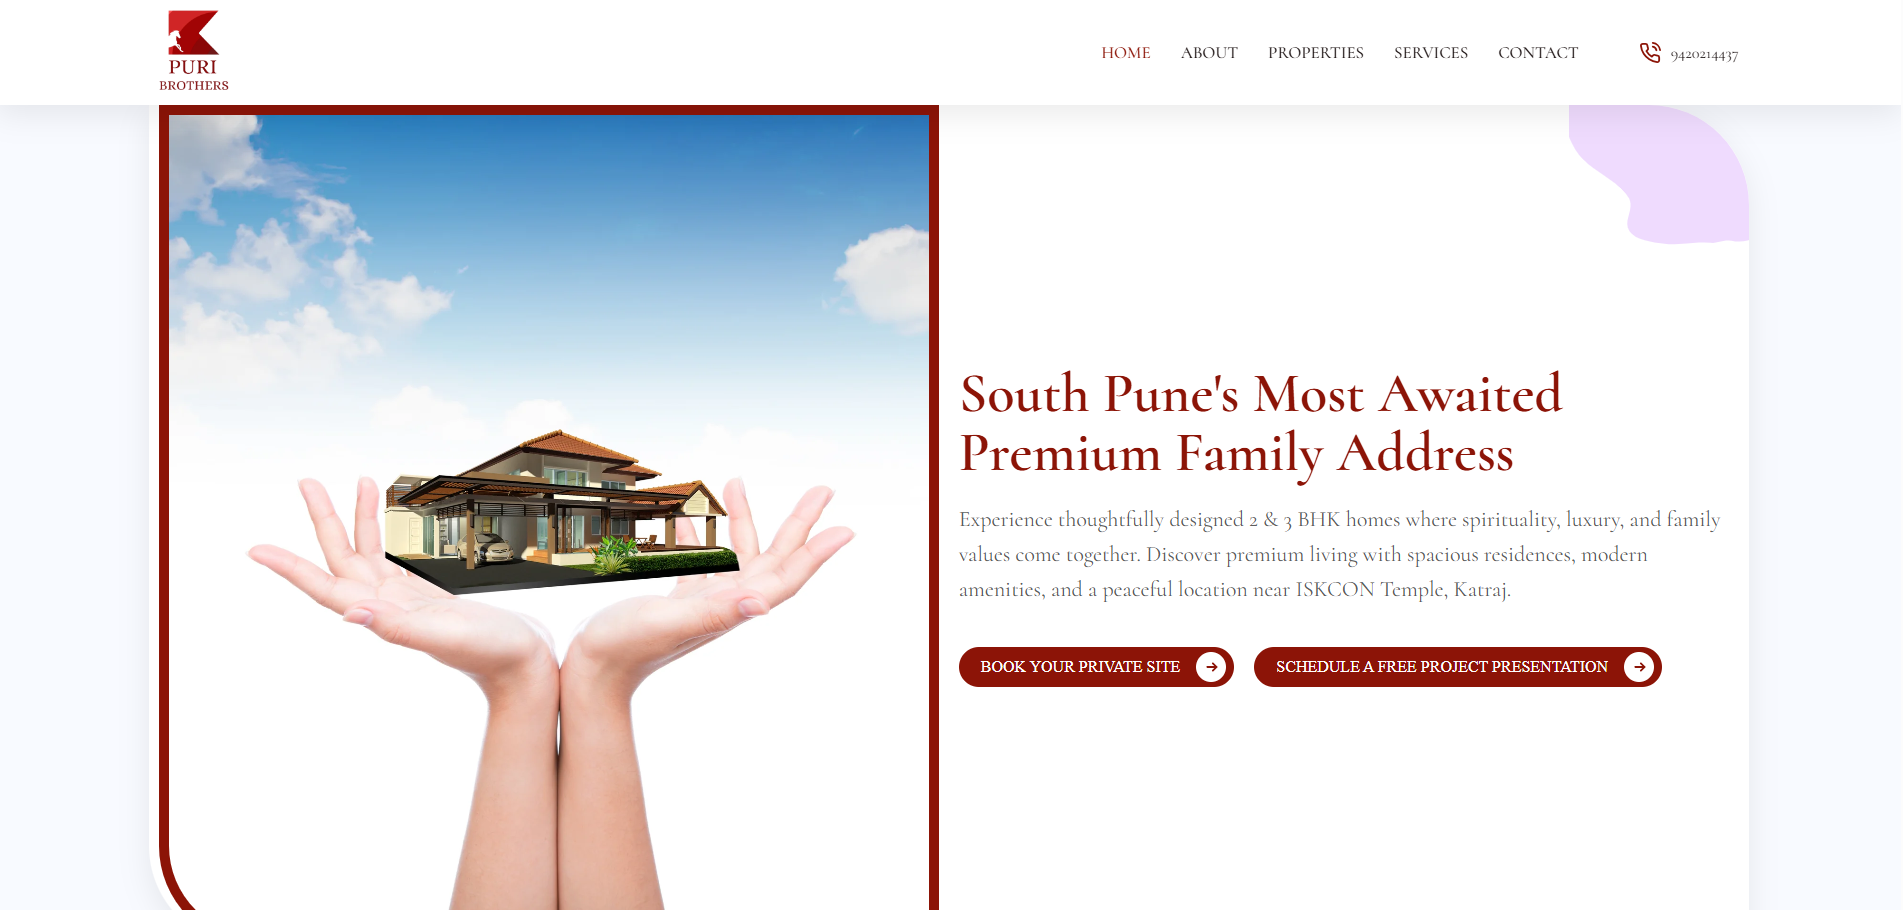 PURI
BROTHERS
HOME ABOUT PROPERTIES SERVICES CONTACT 9420214437
South Pune's Most Awaited
Premium Family Address
Experience thoughtfully designed 2 & 3 BHK homes where spirituality, luxury, and family
values come together. Discover premium living with spacious residences, modern
amenities, and a peaceful location near ISKCON Temple, Katraj.
BOOK YOUR PRIVATE SITE SCHEDULE A FREE PROJECT PRESENTATION